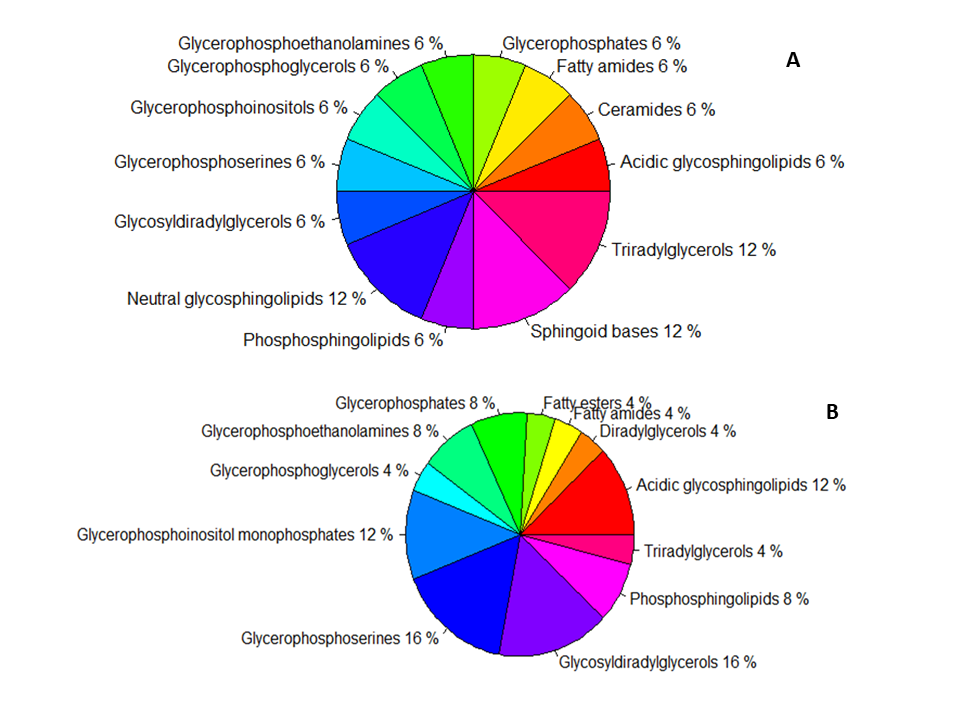 Glycerophosphoethanolamines 6 %
Glycerophosphates 6 %
A
Glycerophosphoglycerols 6 %
Fatty amides 6 %
Glycerophosphoinositols 6 %
Ceramides 6 %
Glycerophosphoserines 6 %
Acidic glycosphingolipids 6 %
Glycosyldiradylglycerols 6 %
Triradylglycerols 12 %
Neutral glycosphingolipids 12 %
Sphingoid bases 12 %
Phosphosphingolipids 6 %
Glycerophosphates 8 %
Fatty esters 4 %
B
Fatty amides 4 %
Glycerophosphoethanolamines 8 %
Diradylglycerols 4 %
Glycerophosphoglycerols 4 %
Acidic glycosphingolipids 12 %
Glycerophosphoinositol monophosphates 12 %
Triradylglycerols 4 %
Phosphosphingolipids 8 %
Glycerophosphoserines 16 %
Glycosyldiradylglycerols 16 %